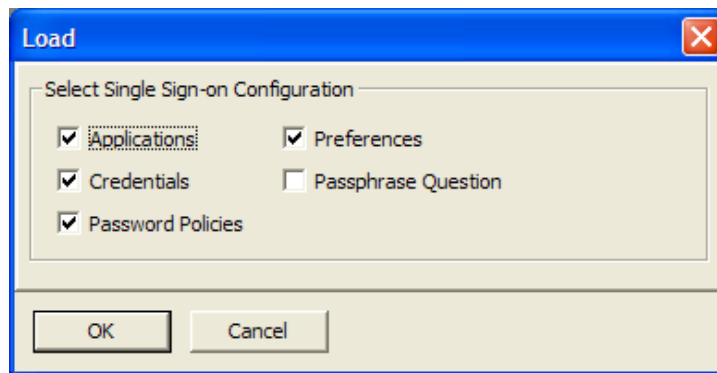 Load
Select Single Sign-on Configuration
Applications
Preferences
Credentials
Passphrase Question
Password Policies
OK
Cancel